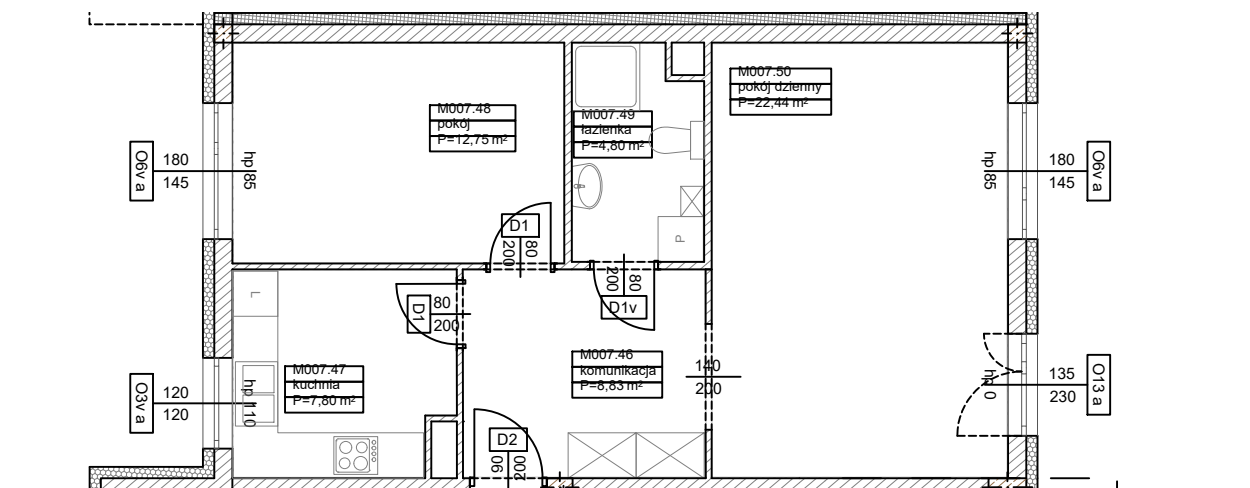 M007.48
pokój
P=12,75 m²
M007.49
łazienka
P=4,80 m²
M007.50
pokój dzienny
P=22,44 m²
O6v a
180
145
hp85
hp85
180
145
O6v a
D1
80
200
P
80
200
D1v
L
D1
80
200
M007.47
kuchnia
P=7,80 m²
M007.46
komunikacja
P=8,83 m²
140
200
O3v a
120
120
hp 110
hp 0
135
230
O13 a
D2
90
200